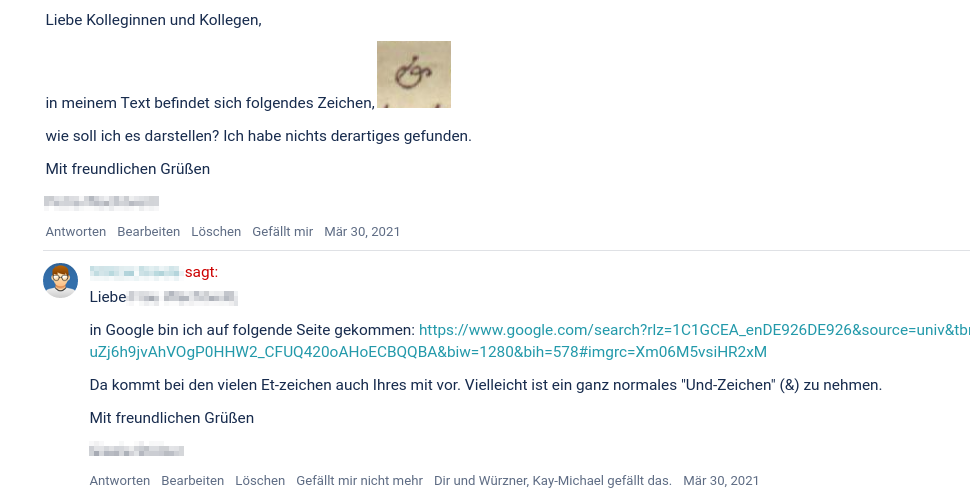 Liebe Kolleginnen und Kollegen,
in meinem Text befindet sich folgendes Zeichen,
wie soll ich es darstellen? Ich habe nichts derartiges gefunden.
Mit freundlichen Grüßen
Antworten Bearbeiten Löschen Gefällt mir Mär 30, 2021
sagt:
Liebe
in Google bin ich auf folgende Seite gekommen: https://www.google.com/search?rlz=1C1GCEA_enDE926DE926&source=univ&tbr
uZj6h9jvAhVOgP0HHW2_CFUQ420oAHoECBQQBA&biw=1280&bih=578#imgrc=Xm06M5vsiHR2xM
Da kommt bei den vielen Et-zeichen auch Ihres mit vor. Vielleicht ist ein ganz normales "Und-Zeichen" (&) zu nehmen.
Mit freundlichen Grüßen
Antworten Bearbeiten Löschen Gefällt mir nicht mehr Dir und Würzner, Kay-Michael gefällt das. Mär 30, 2021